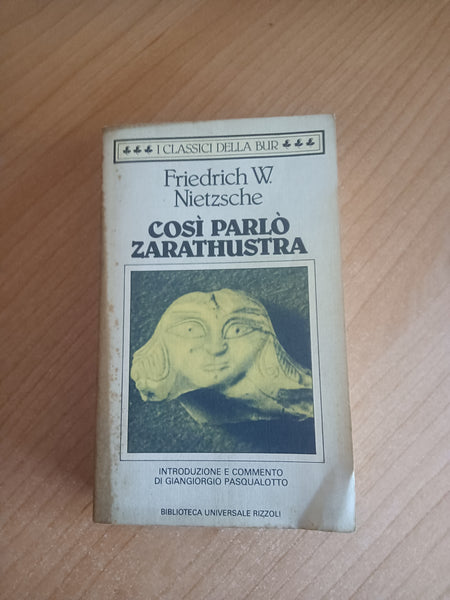 I CLASSICI DELLA BUR
Friedrich W.
Nietzsche
COSÌ PARLÒ
ZARATHUSTRA
INTRODUZIONE E COMMENTO
DI GIANGIORGIO PASQUALOTTO
BIBLIOTECA UNIVERSALE RIZZOLI